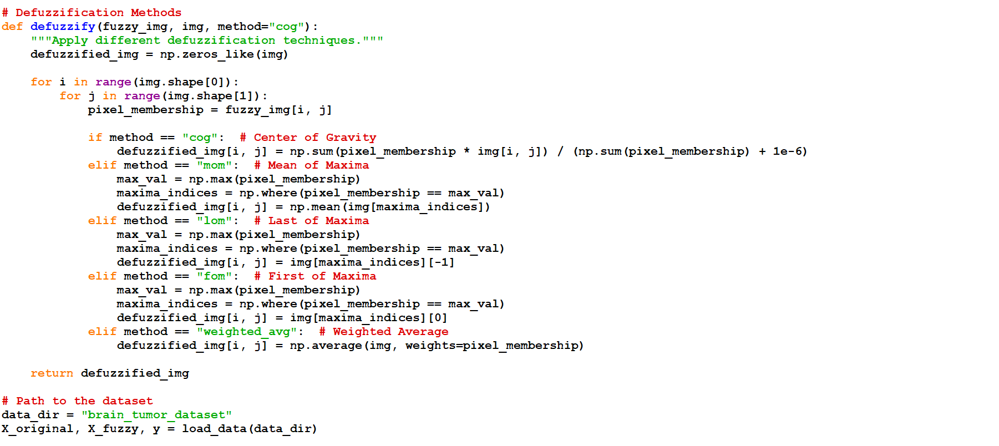 # Defuzzification Methods
def defuzzify(fuzzy_img, img, method="cog"):
    """Apply different defuzzification techniques."""
    defuzzified_img = np.zeros_like(img)

    for i in range(img.shape[0]):
        for j in range(img.shape[1]):
            pixel_membership = fuzzy_img[i, j]

            if method == "cog":  # Center of Gravity
                defuzzified_img[i, j] = np.sum(pixel_membership * img[i, j]) / (np.sum(pixel_membership) + 1e-6)
            elif method == "mom":  # Mean of Maxima
                max_val = np.max(pixel_membership)
                maxima_indices = np.where(pixel_membership == max_val)
                defuzzified_img[i, j] = np.mean(img[maxima_indices])
            elif method == "lom":  # Last of Maxima
                max_val = np.max(pixel_membership)
                maxima_indices = np.where(pixel_membership == max_val)
                defuzzified_img[i, j] = img[maxima_indices][-1]
            elif method == "fom":  # First of Maxima
                max_val = np.max(pixel_membership)
                maxima_indices = np.where(pixel_membership == max_val)
                defuzzified_img[i, j] = img[maxima_indices][0]
            elif method == "weighted_avg":  # Weighted Average
                defuzzified_img[i, j] = np.average(img, weights=pixel_membership)

    return defuzzified_img

# Path to the dataset
data_dir = "brain_tumor_dataset"
X_original, X_fuzzy, y = load_data(data_dir)